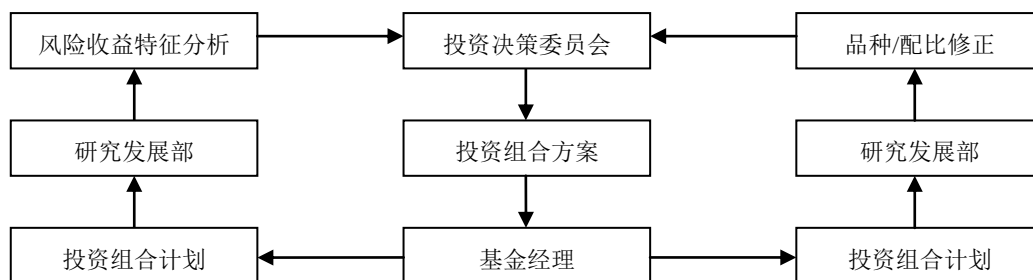 风险收益特征分析
投资决策委员会
品种/配比修正
研究发展部
投资组合方案
研究发展部
投资组合计划
基金经理
投资组合计划